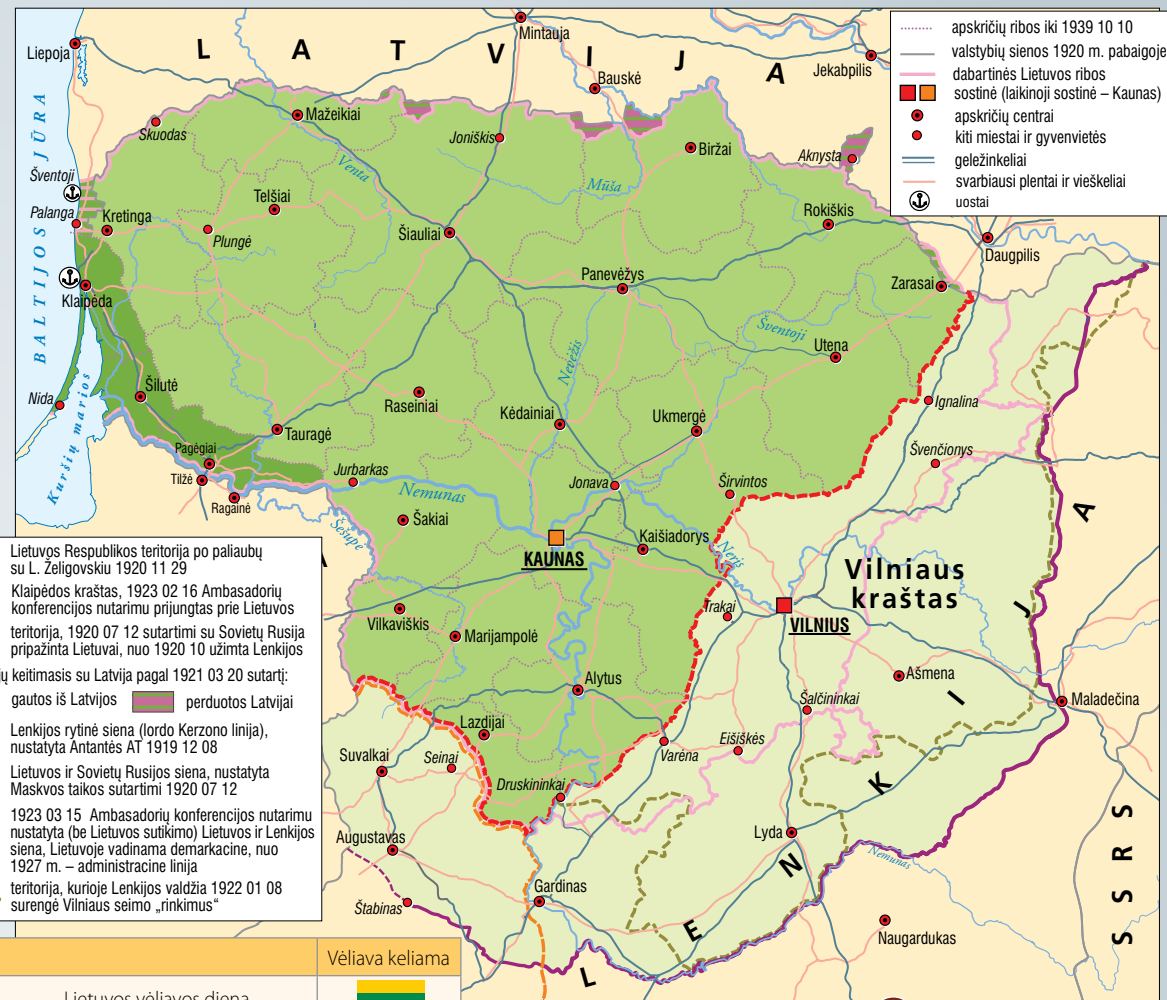 L A T V I J A
Mintauja
Liepoja
Jekabpilis
Bauskė
apskričių ribos iki 1939 10 10
valstybių sienos 1920 m. pabaigoje
dabartinės Lietuvos ribos
sostinė (laikinoji sostinė – Kaunas)
apskričių centrai
kiti miestai ir gyvenvietės
geležinkeliai
svarbiausi plentai ir vieškeliai
uostai
BALTIJOS JŪRA
Skuodas
Mažeikiai
Joniškis
Biržai
Aknysta
Venta
Mūša
Šventoji
Palanga
Kretinga
Telšiai
Plungė
Šiauliai
Rokiškis
Daugpilis
Panevėžys
Zarasai
Klaipėda
Šventoji
Utena
Nevėžis
Nida
Šilutė
Raseiniai
Kėdainiai
Ukmergė
Ignalina
Kuršių marios
Tauragė
Pagėgiai
Tilžė
Ragainė
Jurbarkas
Nemunas
Jonava
Širvintos
Švenčionys
Šešupė
Šakiai
KAUNAS
Kaišiadorys
Neris
Vilniaus
kraštas
Trakai
VILNIUS
Vilkaviškis
Marijampolė
Alytus
Ašmena
Maladečina
Šalčininkai
Lazdijai
Suvalkai
Seinai
Varėna
Eišiškės
Druskininkai
Augustavas
Lyda
Nemunas
Gardinas
Štabinas
Naugardukas
L E N K I J A
S S R S
Lietuvos Respublikos teritorija po paliaubų
su L. Želigovskiu 1920 11 29
Klaipėdos kraštas, 1923 02 16 Ambasadorių
konferencijos nutarimu prijungtas prie Lietuvos
teritorija, 1920 07 12 sutartimi su Sovietų Rusija
pripažinta Lietuvai, nuo 1920 10 užimta Lenkijos
ų keitimasis su Latvija pagal 1921 03 20 sutartį:
gautos iš Latvijos perduotos Latvijai
Lenkijos rytinė siena (lordo Kerzono linija),
nustatyta Antantės AT 1919 12 08
Lietuvos ir Sovietų Rusijos siena, nustatyta
Maskvos taikos sutartimi 1920 07 12
1923 03 15 Ambasadorių konferencijos nutarimu
nustatyta (be Lietuvos sutikimo) Lietuvos ir Lenkijos
siena, Lietuvoje vadinama demarkacine, nuo
1927 m. – administracine linija
teritorija, kurioje Lenkijos valdžia 1922 01 08
surengė Vilniaus seimo „rinkimus“
Vėliava keliama
Lietuvos vėliavos diena